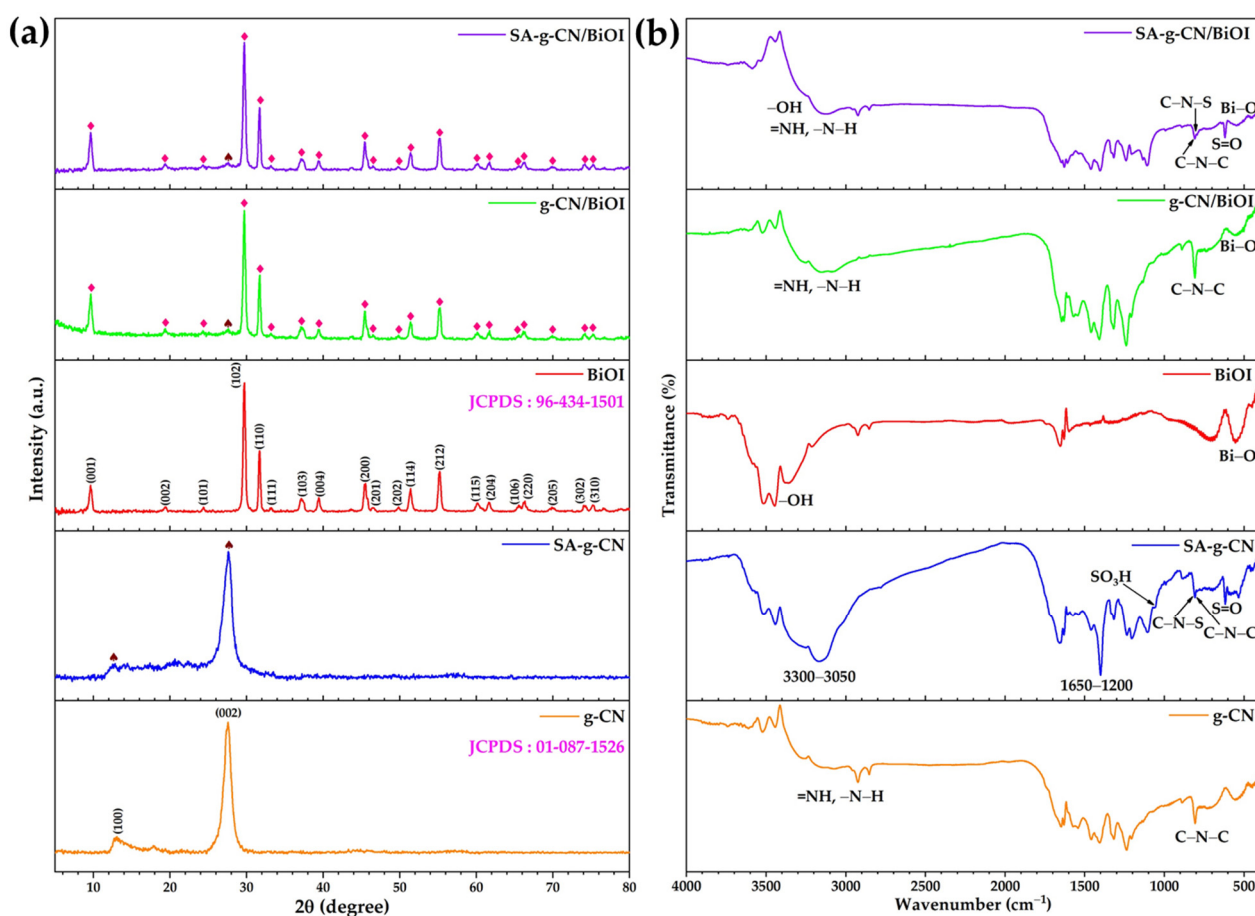 (a)
SA-g-CN/BiOI
g-CN/BiOI
BiOI
JCPDS : 96-434-1501
(001)
(002)
(101)
(102)
(110)
(111)
(103)
(004)
(200)
(201)
(202)
(114)
(212)
(115)
(204)
(106)
(220)
(205)
(302)
(310)
SA-g-CN
g-CN
JCPDS : 01-087-1526
(100)
(002)
Intensity (a.u.)
10 20 30 40 50 60 70 80
2θ (degree)
(b)
SA-g-CN/BiOI
–OH
=NH, –N–H
C–N–S
Bi–O
S=O
C–N–C
g-CN/BiOI
=NH, –N–H
Bi–O
C–N–C
BiOI
–OH
Bi–O
SA-g-CN
SO3H
S=O
C–N–S
C–N–C
3300–3050
1650–1200
g-CN
=NH, –N–H
C–N–C
Transmittance (%)
4000 3500 3000 2500 2000 1500 1000 500
Wavenumber (cm⁻¹)